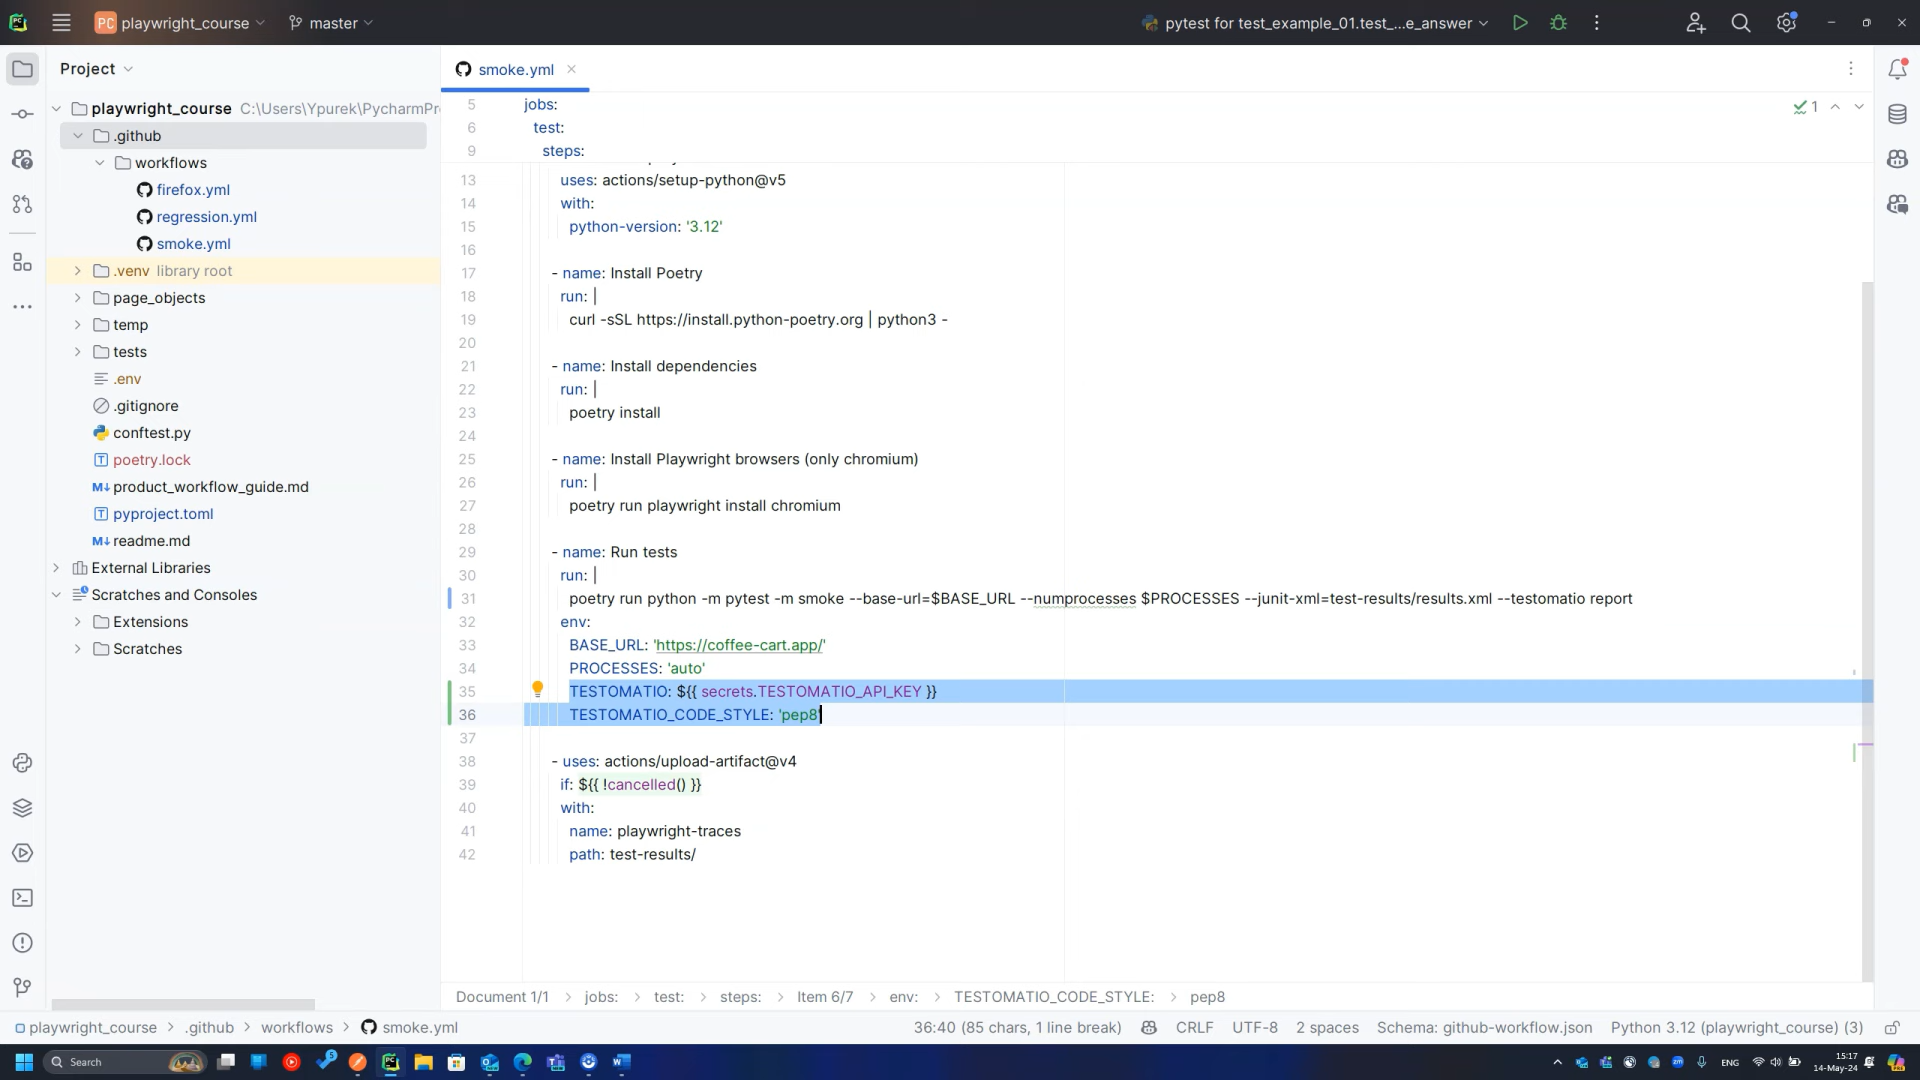 PC playwright_course
master
pytest for test_example_01.test_...e_answer
Project
smoke.yml
playwright_course C:\Users\Ypurek\PycharmPr
.github
workflows
firefox.yml
regression.yml
smoke.yml
.venv library root
page_objects
temp
tests
.env
.gitignore
conftest.py
poetry.lock
product_workflow_guide.md
pyproject.toml
readme.md
External Libraries
Scratches and Consoles
Extensions
Scratches
1
5 jobs:
6 test:
9 steps:
13 uses: actions/setup-python@v5
14 with:
15 python-version: '3.12'
16
17 - name: Install Poetry
18 run: |
19 curl -sSL https://install.python-poetry.org | python3 -
20
21 - name: Install dependencies
22 run: |
23 poetry install
24
25 - name: Install Playwright browsers (only chromium)
26 run: |
27 poetry run playwright install chromium
28
29 - name: Run tests
30 run: |
31 poetry run python -m pytest -m smoke --base-url=$BASE_URL --numprocesses $PROCESSES --junit-xml=test-results/results.xml --testomatio report
32 env:
33 BASE_URL: 'https://coffee-cart.app/'
34 PROCESSES: 'auto'
35 TESTOMATIO: ${{ secrets.TESTOMATIO_API_KEY }}
36 TESTOMATIO_CODE_STYLE: 'pep8'
37
38 - uses: actions/upload-artifact@v4
39 if: ${{ !cancelled() }}
40 with:
41 name: playwright-traces
42 path: test-results/
Document 1/1 > jobs: > test: > steps: > Item 6/7 > env: > TESTOMATIO_CODE_STYLE: > pep8
playwright_course > .github > workflows > smoke.yml
36:40 (85 chars, 1 line break) CRLF UTF-8 2 spaces Schema: github-workflow.json Python 3.12 (playwright_course) (3)
Search
ENG
15:17
14-May-24